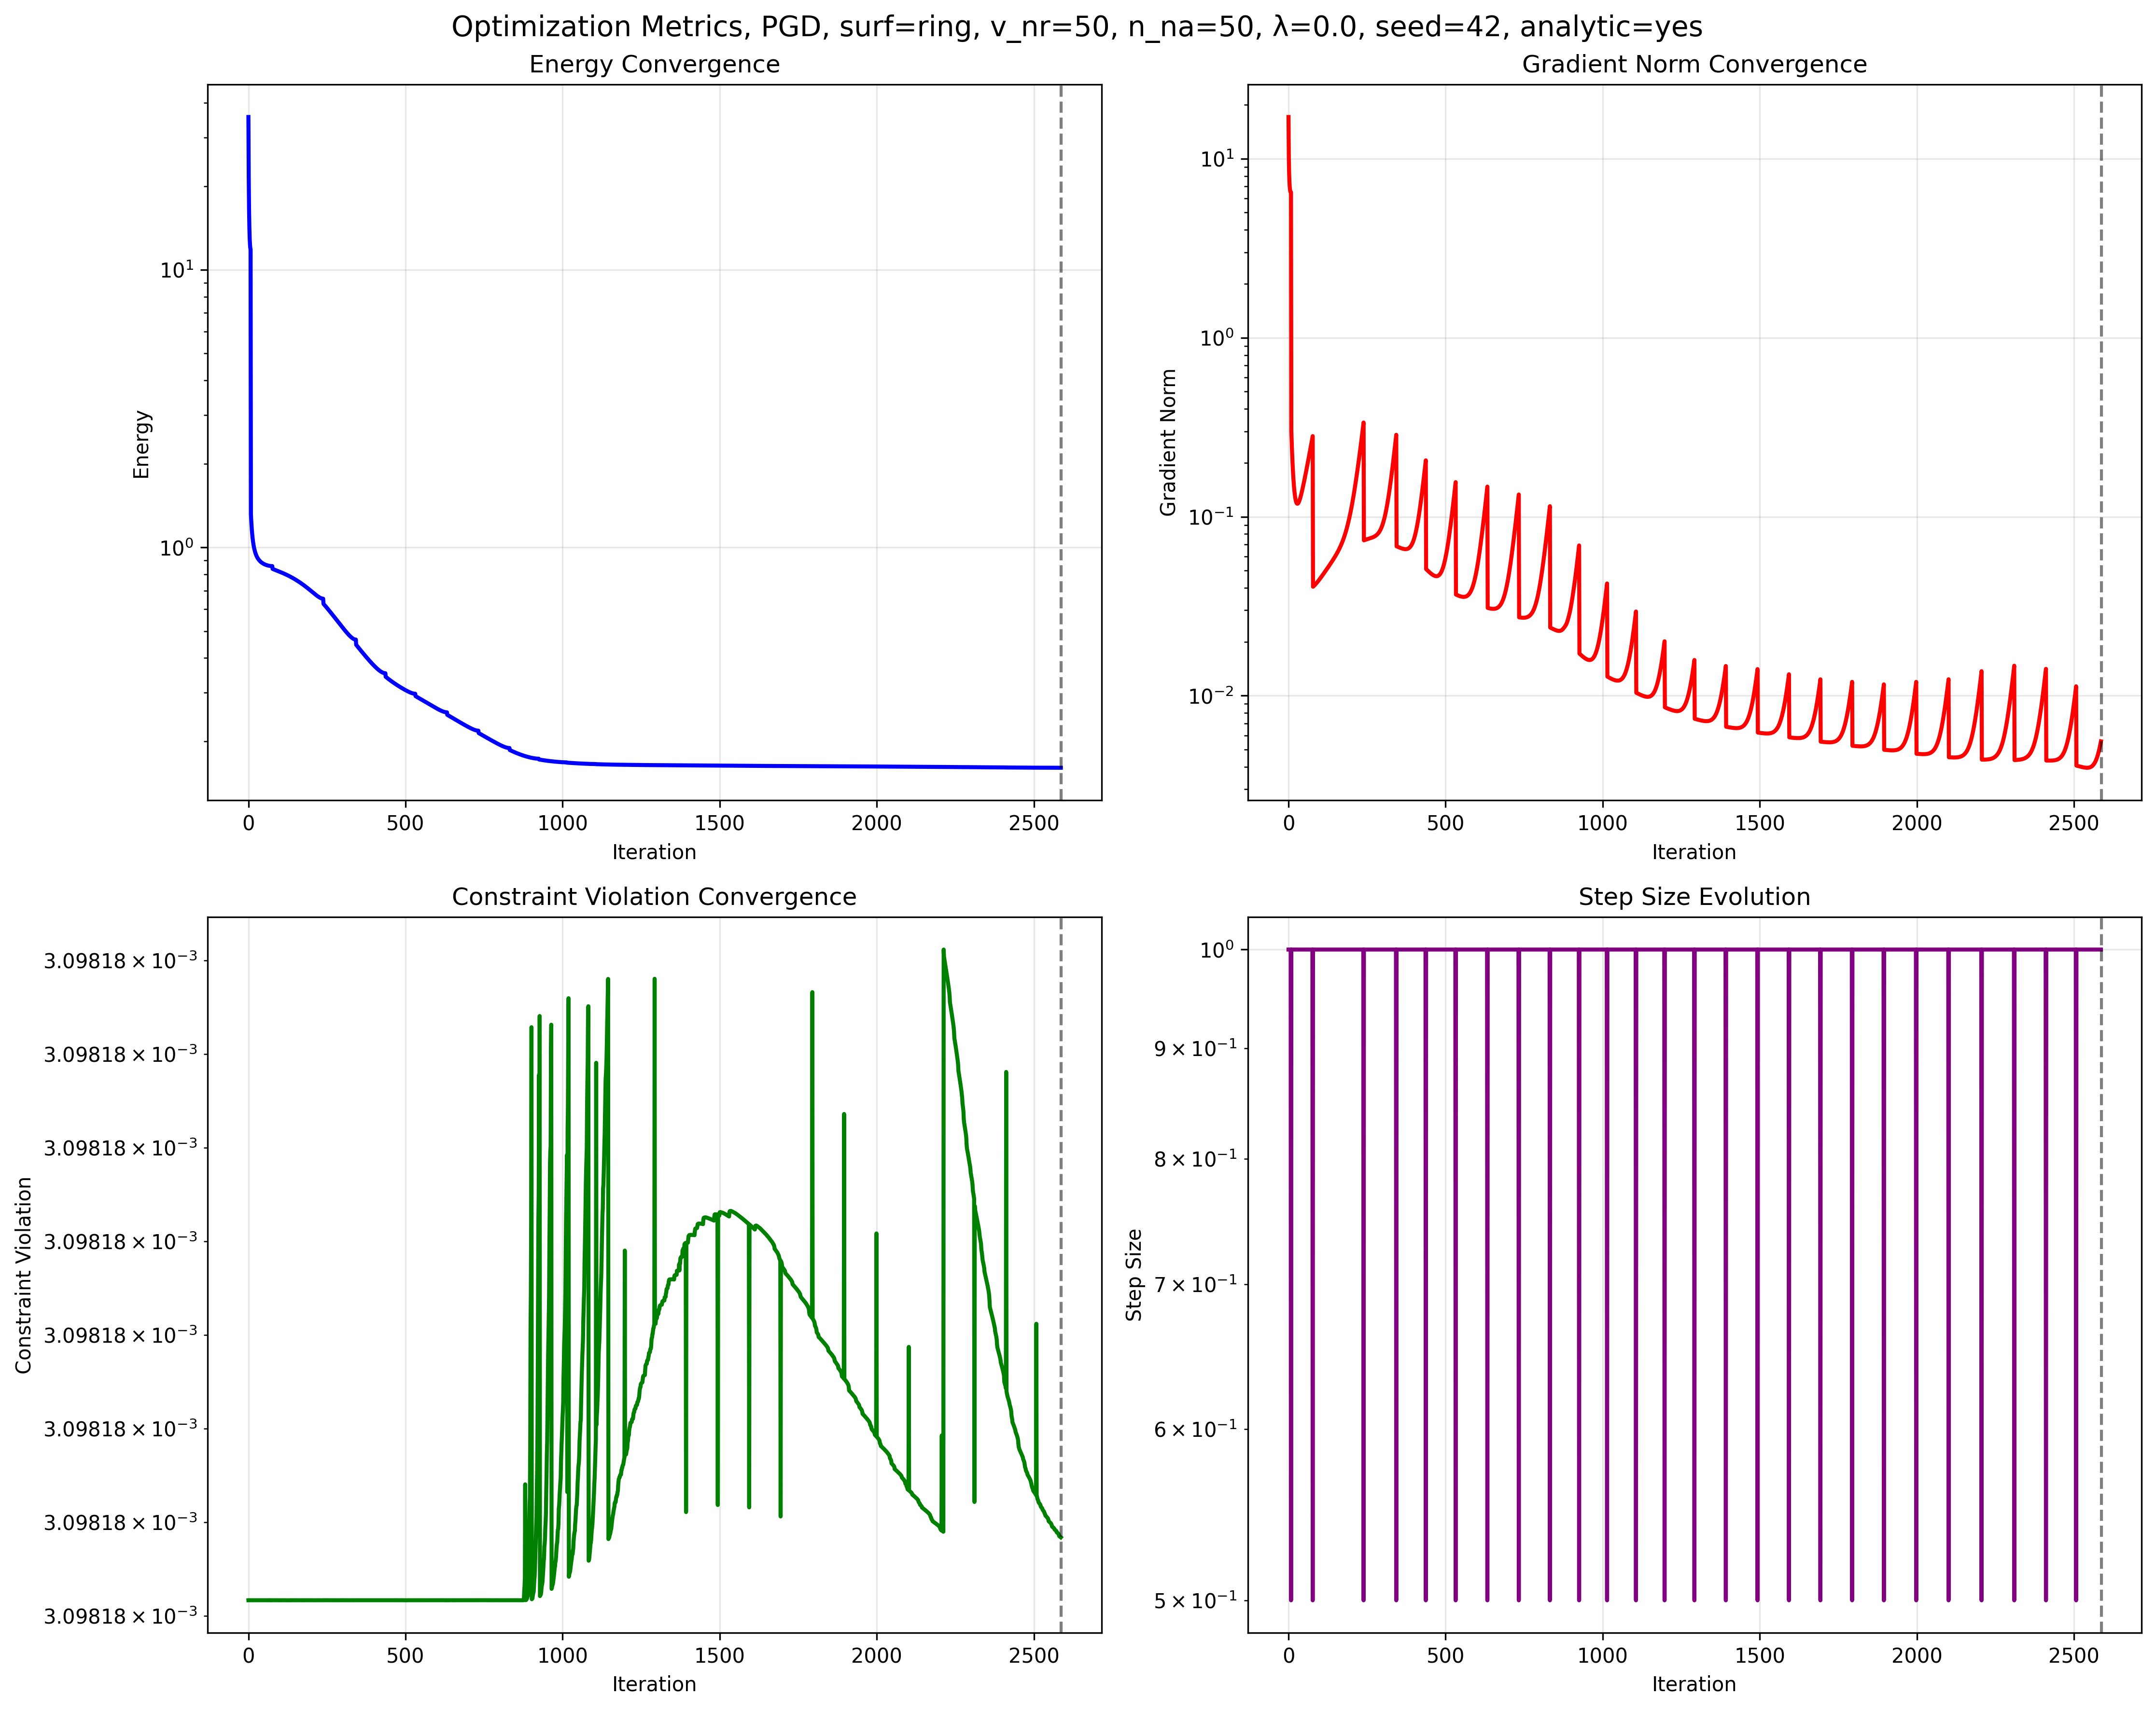 Optimization Metrics, PGD, surf=ring, v_nr=50, n_na=50, λ=0.0, seed=42, analytic=yes
Energy Convergence
Energy
10¹
10⁰
0 500 1000 1500 2000 2500
Iteration
Gradient Norm Convergence
Gradient Norm
10¹
10⁰
10⁻¹
10⁻²
0 500 1000 1500 2000 2500
Iteration
Constraint Violation Convergence
Constraint Violation
3.09818 × 10⁻³
3.09818 × 10⁻³
3.09818 × 10⁻³
3.09818 × 10⁻³
3.09818 × 10⁻³
3.09818 × 10⁻³
3.09818 × 10⁻³
3.09818 × 10⁻³
0 500 1000 1500 2000 2500
Iteration
Step Size Evolution
Step Size
10⁰
9 × 10⁻¹
8 × 10⁻¹
7 × 10⁻¹
6 × 10⁻¹
5 × 10⁻¹
0 500 1000 1500 2000 2500
Iteration